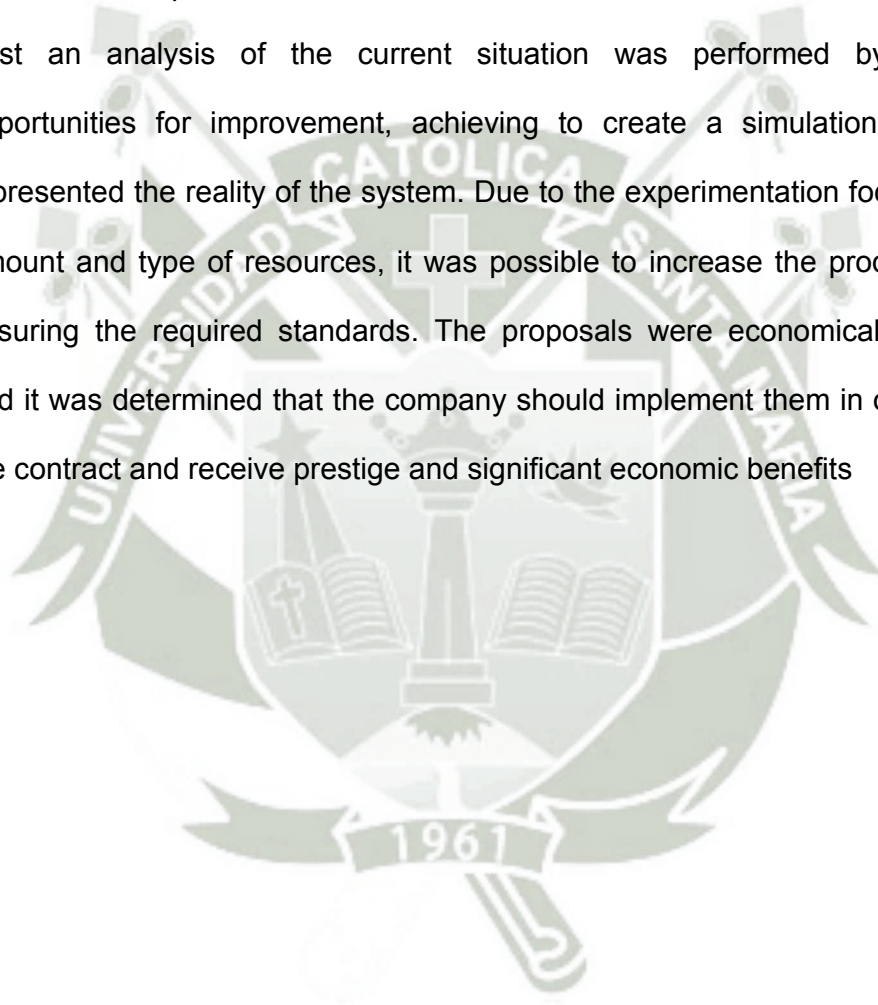 st an analysis of the current situation was performed by
portunities for improvement, achieving to create a simulation
presented the reality of the system. Due to the experimentation foc
nount and type of resources, it was possible to increase the proc
suring the required standards. The proposals were economical
d it was determined that the company should implement them in o
e contract and receive prestige and significant economic benefits
UNIVERSIDAD CATOLICA SANTA MARIA
1961